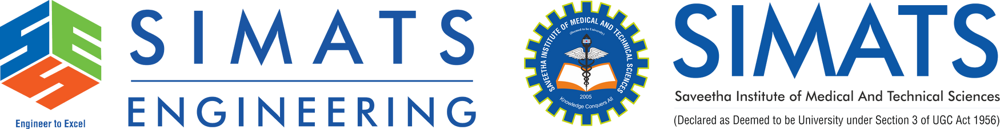 SES
Engineer to Excel
SIMATS
ENGINEERING
SAVEETHA INSTITUTE OF MEDICAL AND TECHNICAL SCIENCES
(Deemed to be University)
2005
Knowledge Conquers All
SIMATS
Saveetha Institute of Medical And Technical Sciences
(Declared as Deemed to be University under Section 3 of UGC Act 1956)